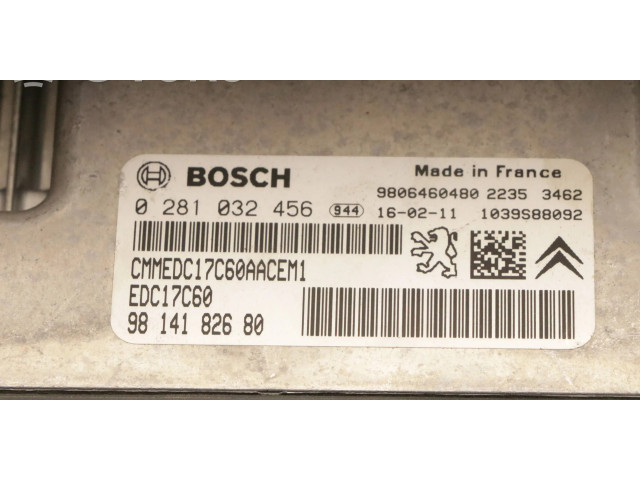 BOSCH
Made in France
9806460480 2235 3462
0 281 032 456 944 16-02-11 1039S88092
CMMEDC17C60AACEM1
EDC17C60
98 141 826 80